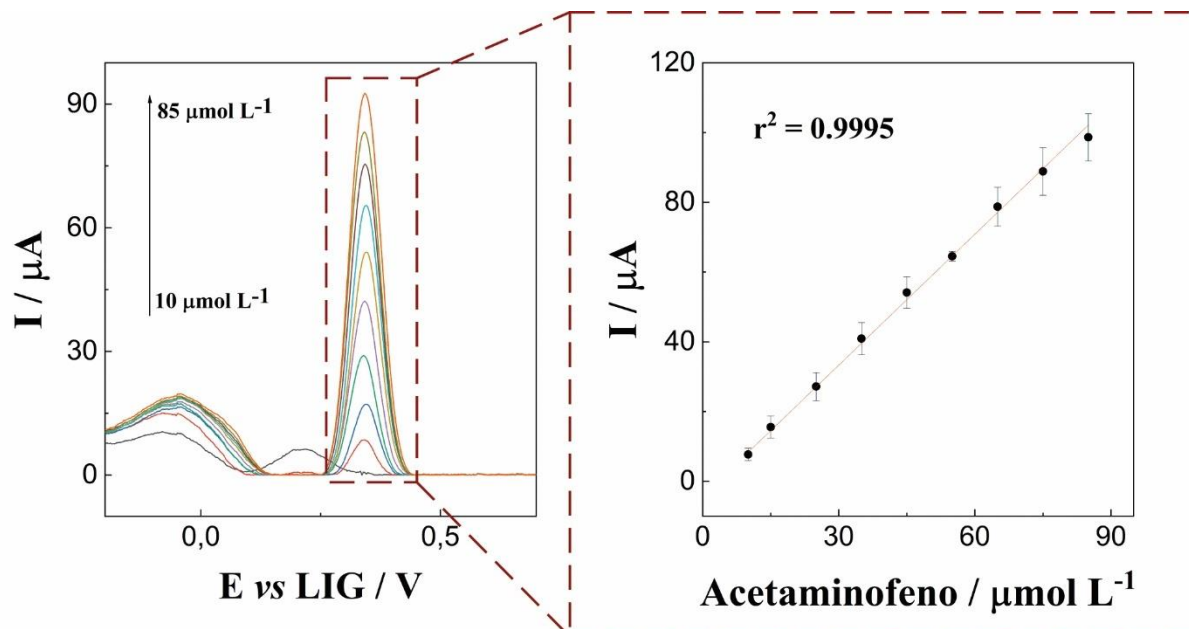 85 μmol L-1
10 μmol L-1
90
60
30
0
0,0
0,5
I / μA
E vs LIG / V
r² = 0.9995
120
80
40
0
0
30
60
90
I / μA
Acetaminofeno / μmol L-1